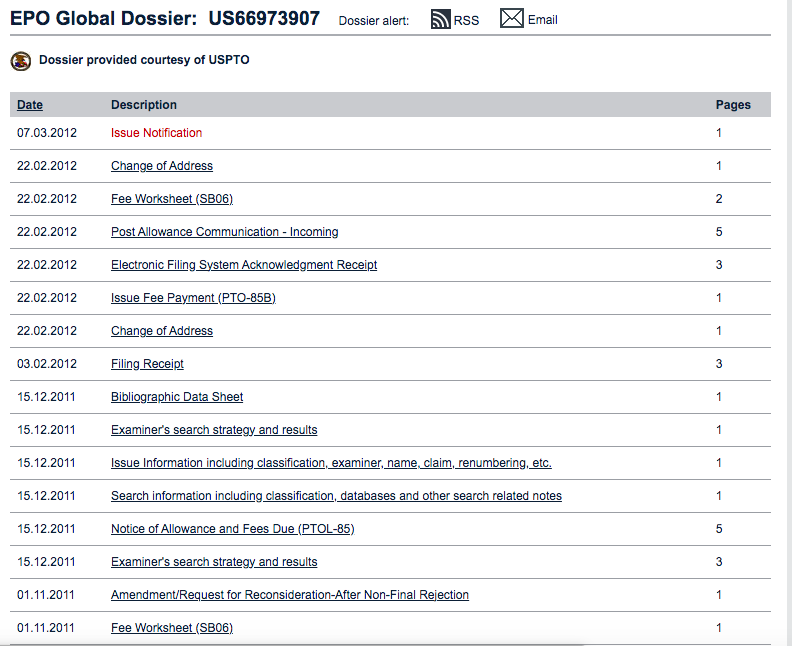 EPO Global Dossier: US66973907 Dossier alert: RSS Email
Dossier provided courtesy of USPTO
Date Description Pages
07.03.2012 Issue Notification 1
22.02.2012 Change of Address 1
22.02.2012 Fee Worksheet (SB06) 2
22.02.2012 Post Allowance Communication - Incoming 5
22.02.2012 Electronic Filing System Acknowledgment Receipt 3
22.02.2012 Issue Fee Payment (PTO-85B) 1
22.02.2012 Change of Address 1
03.02.2012 Filing Receipt 3
15.12.2011 Bibliographic Data Sheet 1
15.12.2011 Examiner's search strategy and results 1
15.12.2011 Issue Information including classification, examiner, name, claim, renumbering, etc. 1
15.12.2011 Search information including classification, databases and other search related notes 1
15.12.2011 Notice of Allowance and Fees Due (PTOL-85) 5
15.12.2011 Examiner's search strategy and results 3
01.11.2011 Amendment/Request for Reconsideration-After Non-Final Rejection 1
01.11.2011 Fee Worksheet (SB06) 1